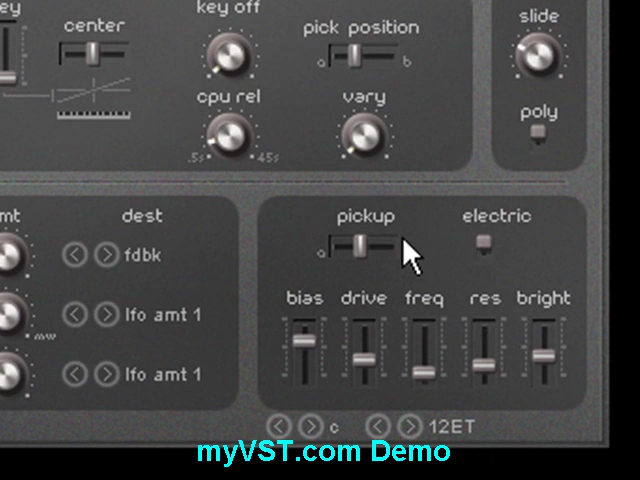 ey center key off pick position slide
a b
cpu rel vary poly
.5s 45s
mt dest pickup electric
fdbk a
bias drive freq res bright
lfo amt 1
lfo amt 1
c 12ET
myVST.com Demo